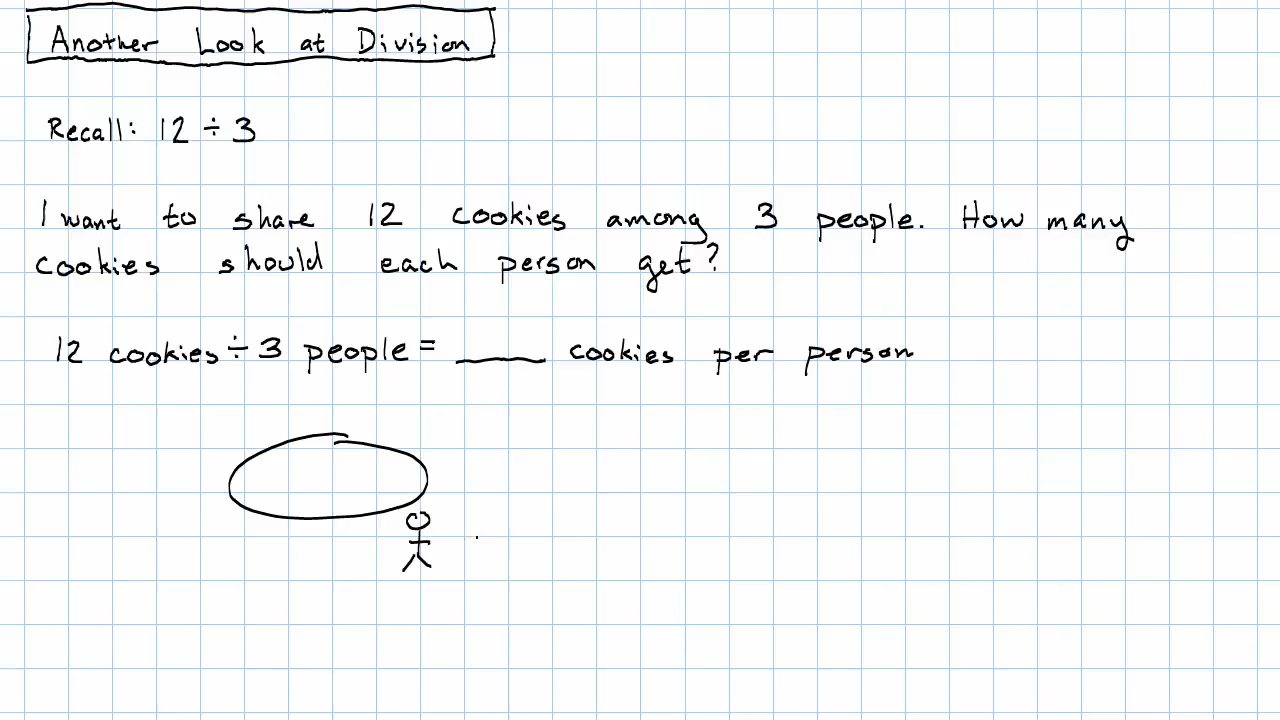 Another Look at Division
Recall: 12 ÷ 3
I want to share 12 cookies among 3 people. How many
cookies should each person get?
12 cookies ÷ 3 people = ____ cookies per person